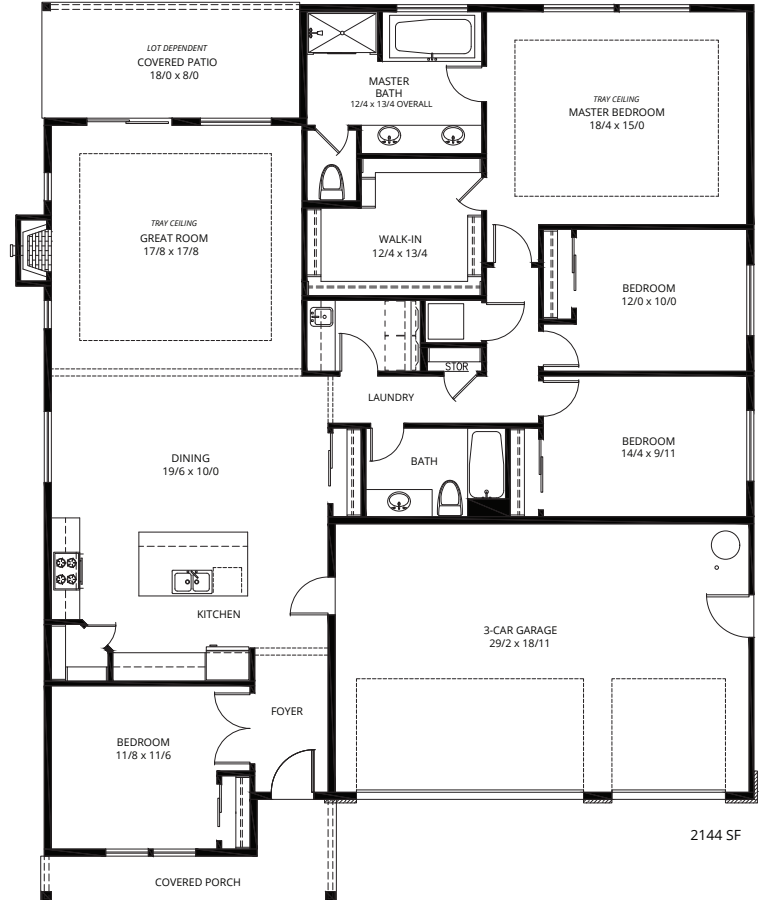 LOT DEPENDENT
COVERED PATIO
18/0 x 8/0
MASTER
BATH
12/4 x 13/4 OVERALL
TRAY CEILING
MASTER BEDROOM
18/4 x 15/0
TRAY CEILING
GREAT ROOM
17/8 x 17/8
WALK-IN
12/4 x 13/4
BEDROOM
12/0 x 10/0
STOR
LAUNDRY
DINING
19/6 x 10/0
BATH
BEDROOM
14/4 x 9/11
KITCHEN
3-CAR GARAGE
29/2 x 18/11
FOYER
BEDROOM
11/8 x 11/6
2144 SF
COVERED PORCH